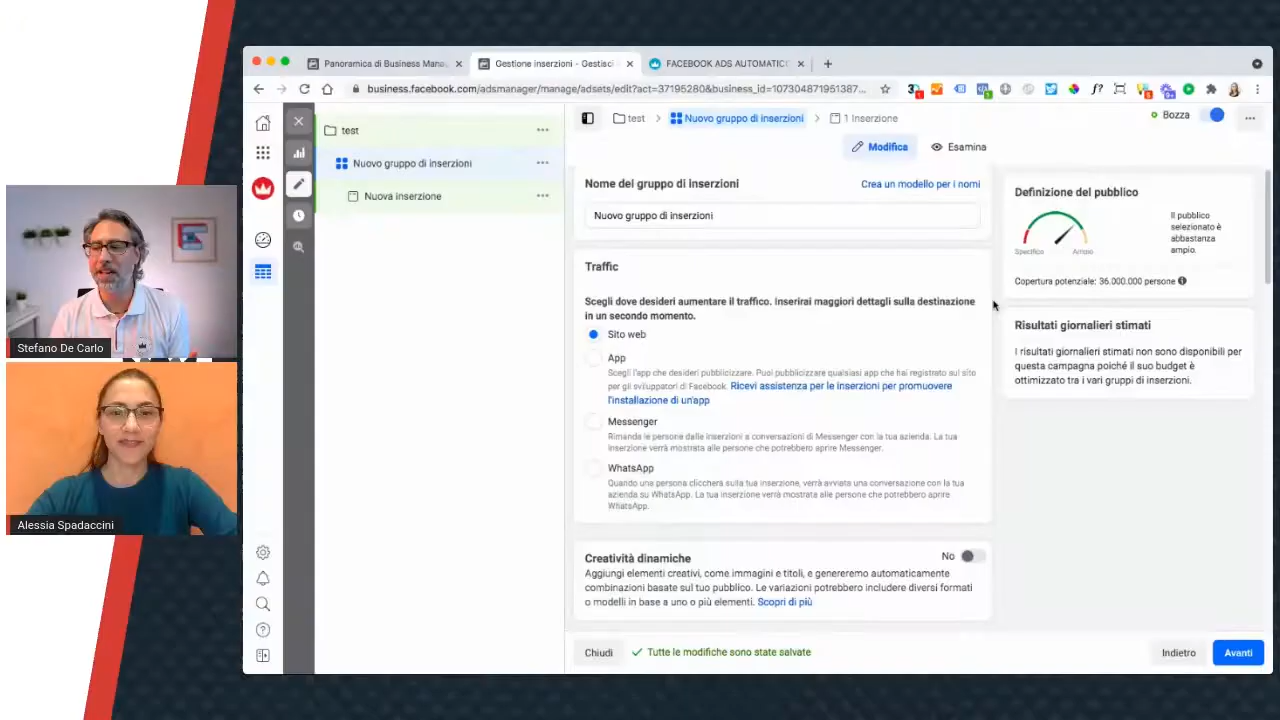 Panoramica di Business Mana
Gestione inserzioni - Gestisci
FACEBOOK ADS AUTOMATIC
business.facebook.com/adsmanager/manage/adsets/edit?act=37195280&business_id=107304871951387...
test
Nuovo gruppo di inserzioni
Nuova inserzione
test
Nuovo gruppo di inserzioni
1 Inserzione
Bozza
Modifica
Esamina
Nome del gruppo di inserzioni
Crea un modello per i nomi
Nuovo gruppo di inserzioni
Traffic
Scegli dove desideri aumentare il traffico. Inserirai maggiori dettagli sulla destinazione
in un secondo momento.
Sito web
App
Scegli l'app che desideri pubblicizzare. Puoi pubblicizzare qualsiasi app che hai registrato sul sito
per gli sviluppatori di Facebook. Ricevi assistenza per le inserzioni per promuovere
l'installazione di un'app
Messenger
Rimanda le persone dalle inserzioni a conversazioni di Messenger con la tua azienda. La tua
inserzione verrà mostrata alle persone che potrebbero aprire Messenger.
WhatsApp
Quando una persona cliccherà sulla tua inserzione, verrà avviata una conversazione con la tua
azienda su WhatsApp. La tua inserzione verrà mostrata alle persone che potrebbero aprire
WhatsApp.
Creatività dinamiche
No
Aggiungi elementi creativi, come immagini e titoli, e genereremo automaticamente
combinazioni basate sul tuo pubblico. Le variazioni potrebbero includere diversi formati
o modelli in base a uno o più elementi. Scopri di più
Chiudi
Tutte le modifiche sono state salvate
Indietro
Avanti
Definizione del pubblico
Specifico
Amaio
Il pubblico
selezionato è
abbastanza
ampio.
Copertura potenziale: 36.000.000 persone
Risultati giornalieri stimati
I risultati giornalieri stimati non sono disponibili per
questa campagna poiché il suo budget è
ottimizzato tra i vari gruppi di inserzioni.
Stefano De Carlo
Alessia Spadaccini